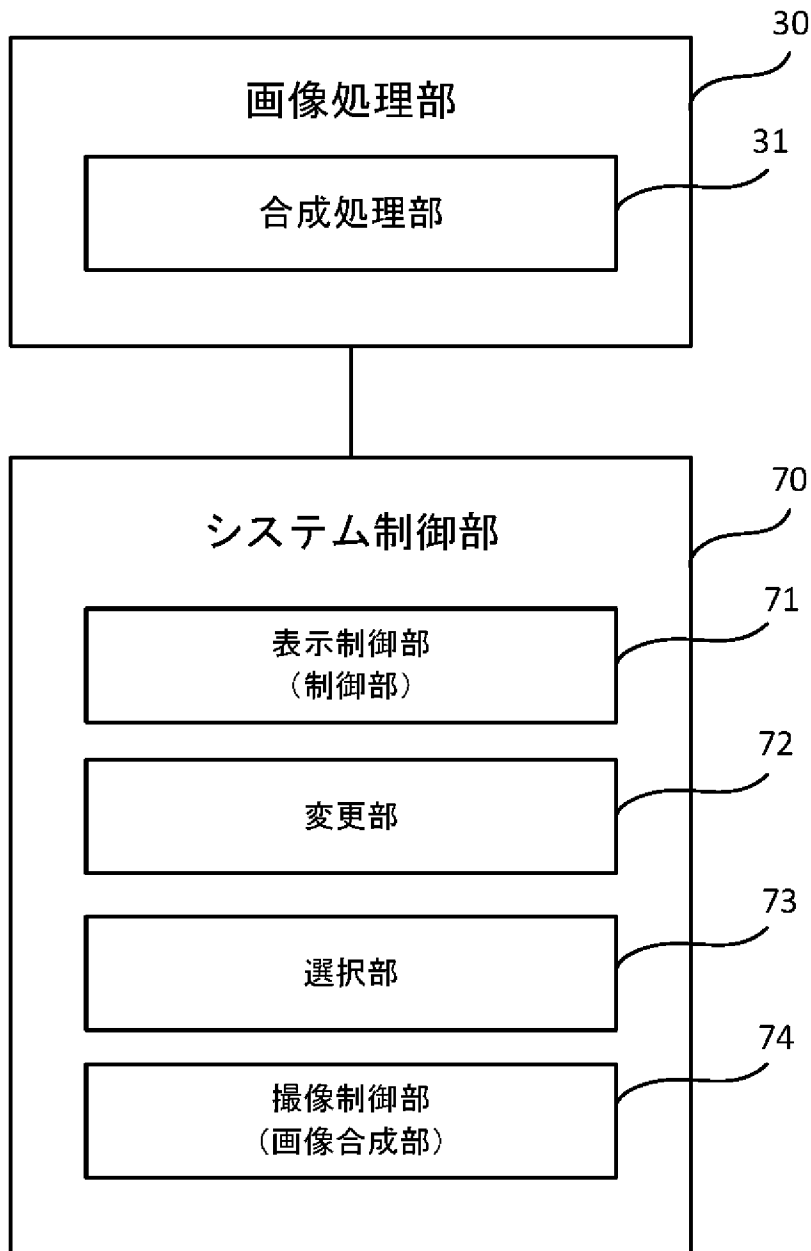 30
画像処理部
31
合成処理部
70
システム制御部
71
表示制御部
（制御部）
72
変更部
73
選択部
74
撮像制御部
（画像合成部）